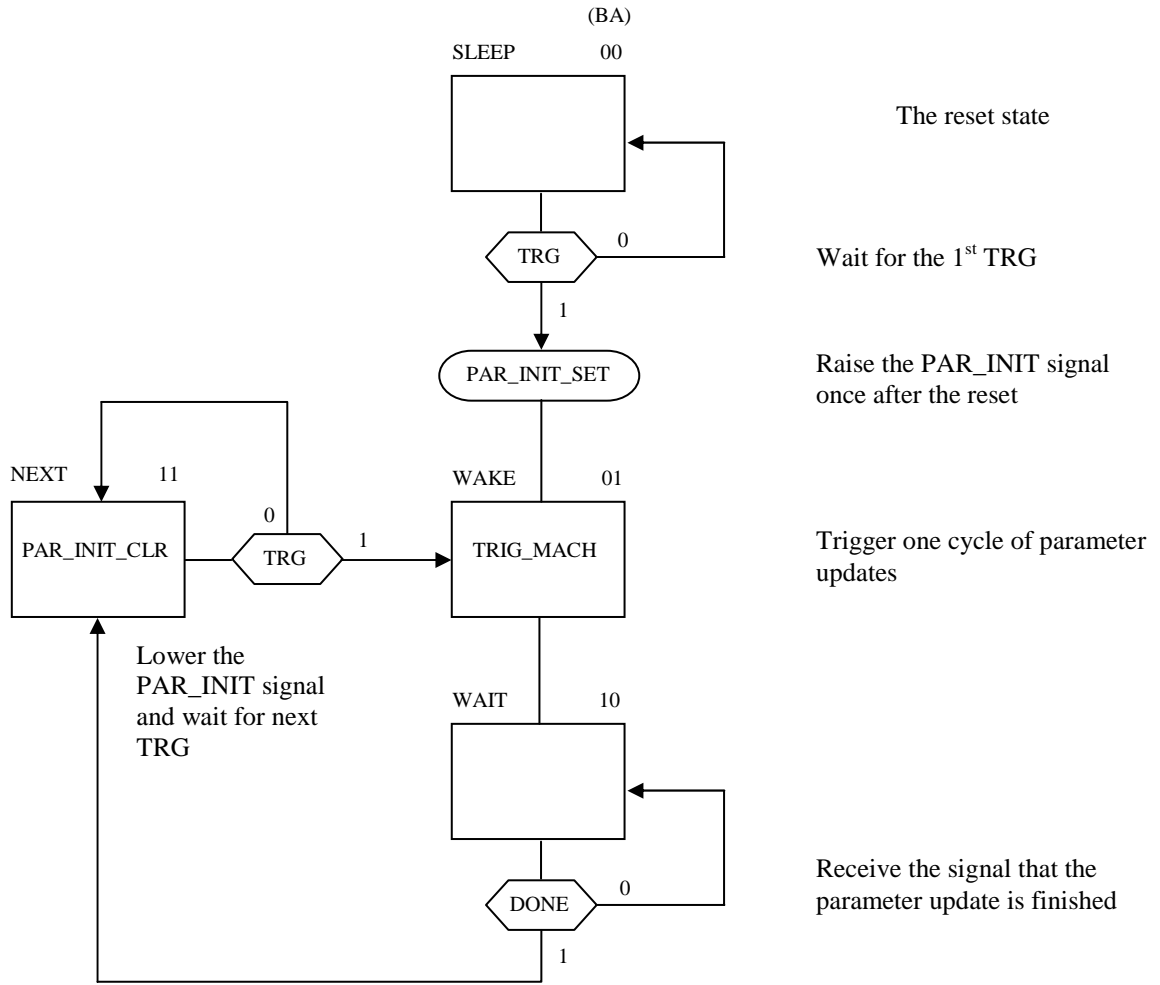 (BA)
SLEEP 00
The reset state
TRG
0
Wait for the 1st TRG
1
PAR_INIT_SET
Raise the PAR_INIT signal
once after the reset
NEXT 11
WAKE 01
PAR_INIT_CLR
0
TRG
1
TRIG_MACH
Trigger one cycle of parameter
updates
Lower the
PAR_INIT signal
and wait for next
TRG
WAIT 10
DONE
0
Receive the signal that the
parameter update is finished
1